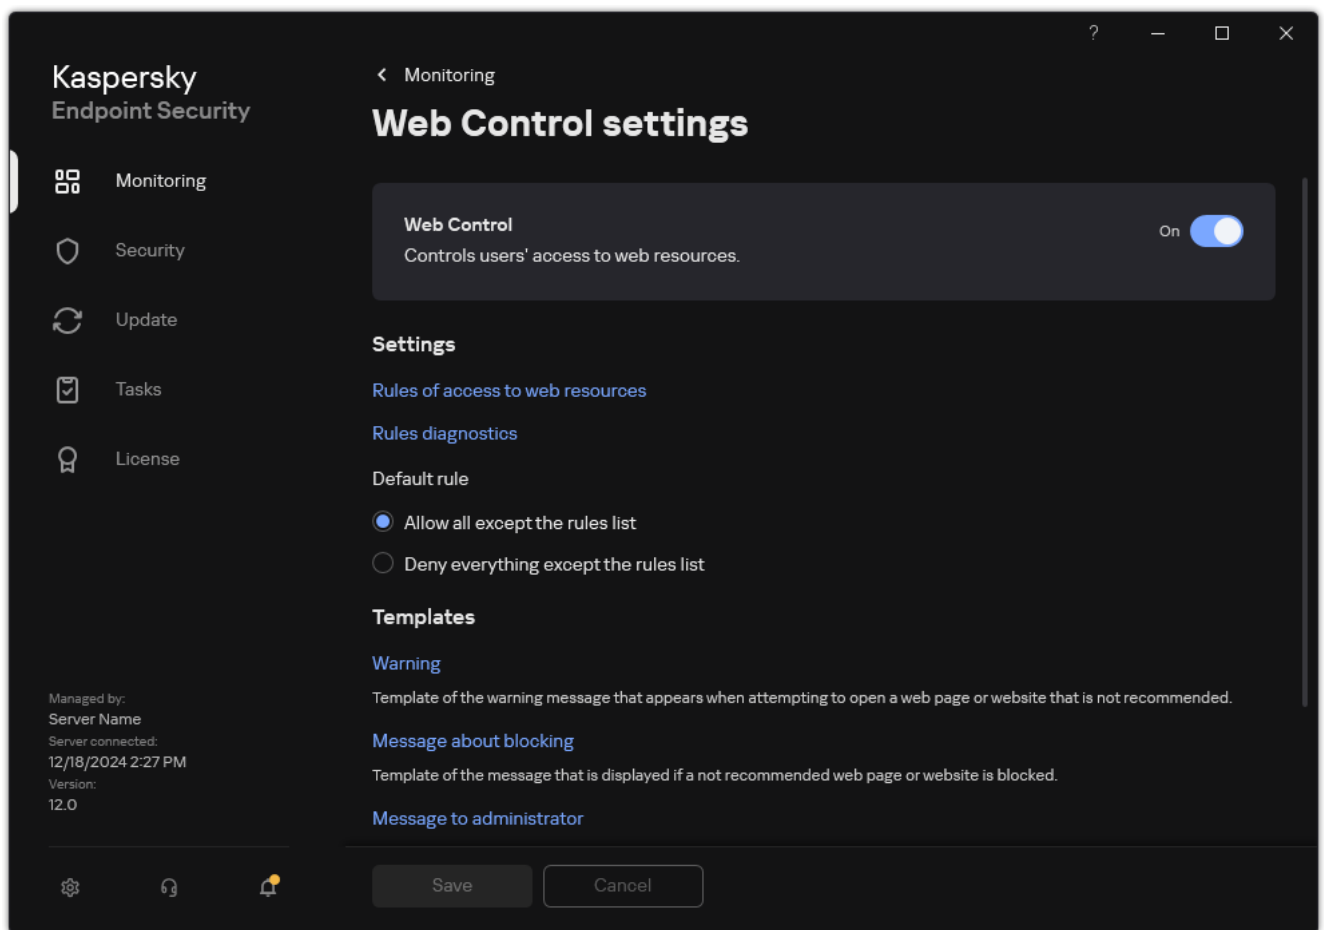 ?
Kaspersky
Endpoint Security
Monitoring
Security
Update
Tasks
License
Managed by:
Server Name
Server connected:
12/18/2024 2:27 PM
Version:
12.0
Monitoring
Web Control settings
Web Control
Controls users' access to web resources.
On
Settings
Rules of access to web resources
Rules diagnostics
Default rule
Allow all except the rules list
Deny everything except the rules list
Templates
Warning
Template of the warning message that appears when attempting to open a web page or website that is not recommended.
Message about blocking
Template of the message that is displayed if a not recommended web page or website is blocked.
Message to administrator
Save
Cancel